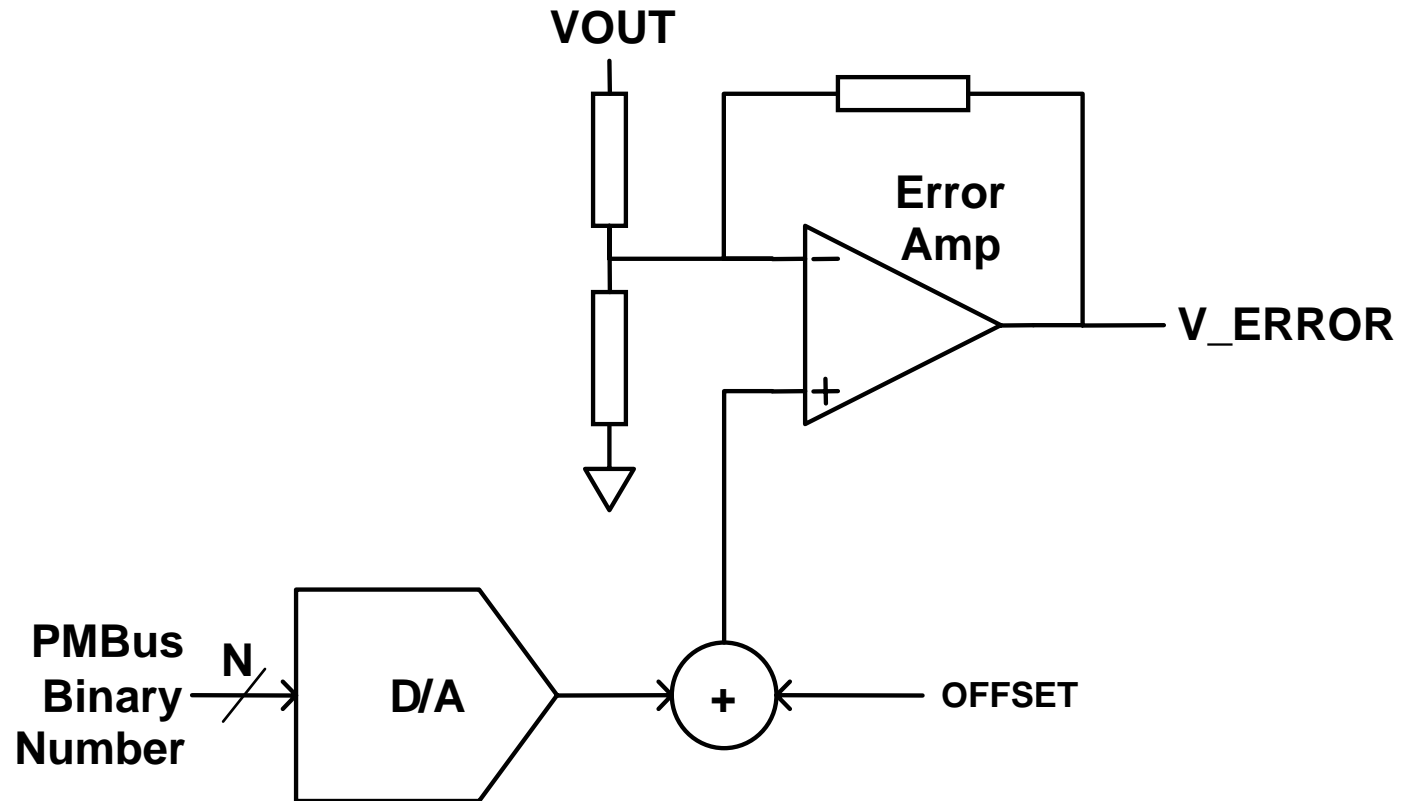 VOUT
Error
Amp
−
+
V_ERROR
PMBus
Binary
Number
N
D/A
+
OFFSET